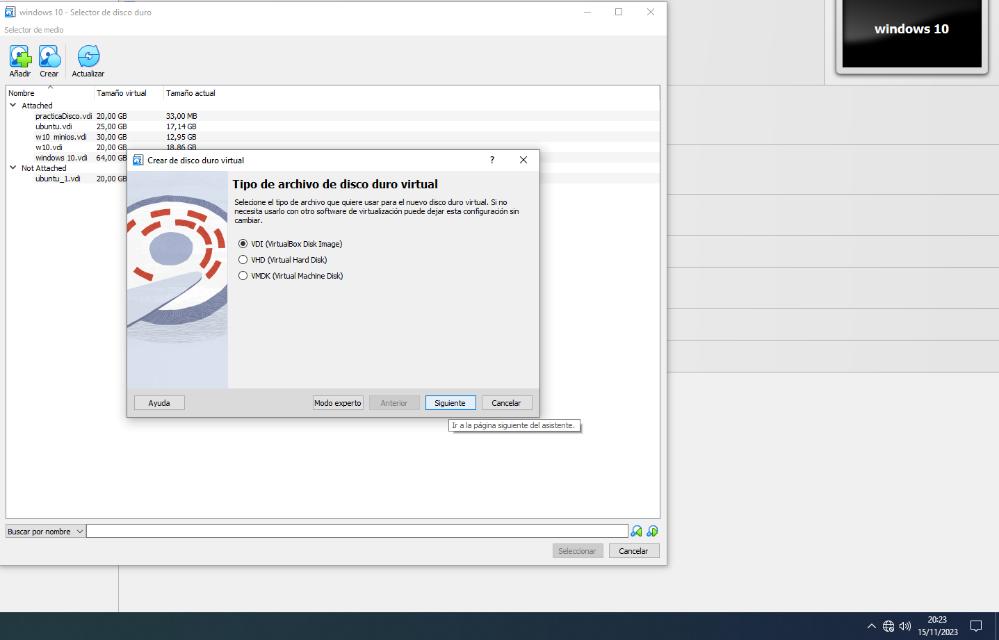 windows 10 - Selector de disco duro
windows 10
Selector de medio
Añadir
Crear
Actualizar
Nombre
Tamaño virtual
Tamaño actual
Attached
practicaDisco.vdi 20,00 GB 33,00 MB
ubuntu.vdi 25,00 GB 17,14 GB
w10 minios.vdi 30,00 GB 12,95 GB
w10.vdi 20,00 GB 18,86 GB
windows 10.vdi 64,00 GB
Not Attached
ubuntu_1.vdi 20,00 GB
Crear de disco duro virtual
?
Tipo de archivo de disco duro virtual
Selecione el tipo de archivo que quiere usar para el nuevo disco duro virtual. Si no
necesita usarlo con otro software de virtualización puede dejar esta configuración sin
cambiar.
VDI (VirtualBox Disk Image)
VHD (Virtual Hard Disk)
VMDK (Virtual Machine Disk)
Ayuda
Modo experto
Anterior
Siguiente
Cancelar
Ir a la página siguiente del asistente.
Buscar por nombre
Seleccionar
Cancelar
20:23
15/11/2023